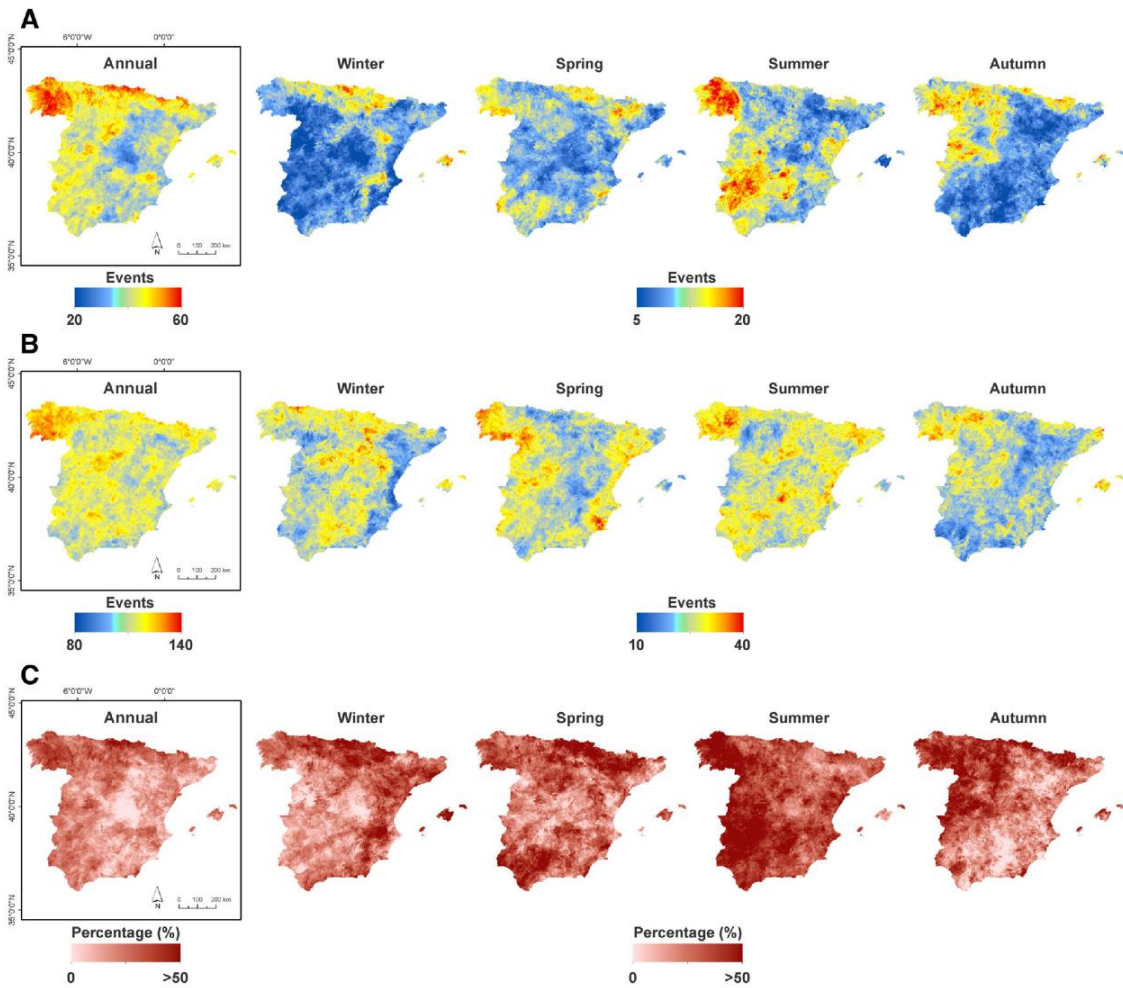 A
6°0'0"W 0°0'0"
45°0'0"N
40°0'0"N
35°0'0"N
Annual
Winter
Spring
Summer
Autumn
N
0 100 200 km
Events
20 60
Events
5 20
B
6°0'0"W 0°0'0"
45°0'0"N
40°0'0"N
35°0'0"N
Annual
Winter
Spring
Summer
Autumn
N
0 100 200 km
Events
80 140
Events
10 40
C
6°0'0"W 0°0'0"
45°0'0"N
40°0'0"N
35°0'0"N
Annual
Winter
Spring
Summer
Autumn
N
0 100 200 km
Percentage (%)
0 >50
Percentage (%)
0 >50